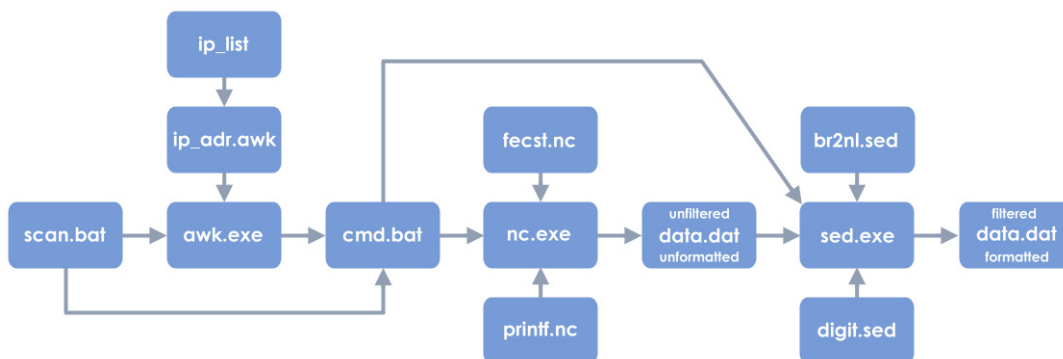 ip_list
ip_adr.awk
fecst.nc
br2nl.sed
scan.bat
awk.exe
cmd.bat
nc.exe
unfiltered
data.dat
unformatted
sed.exe
filtered
data.dat
formatted
printf.nc
digit.sed